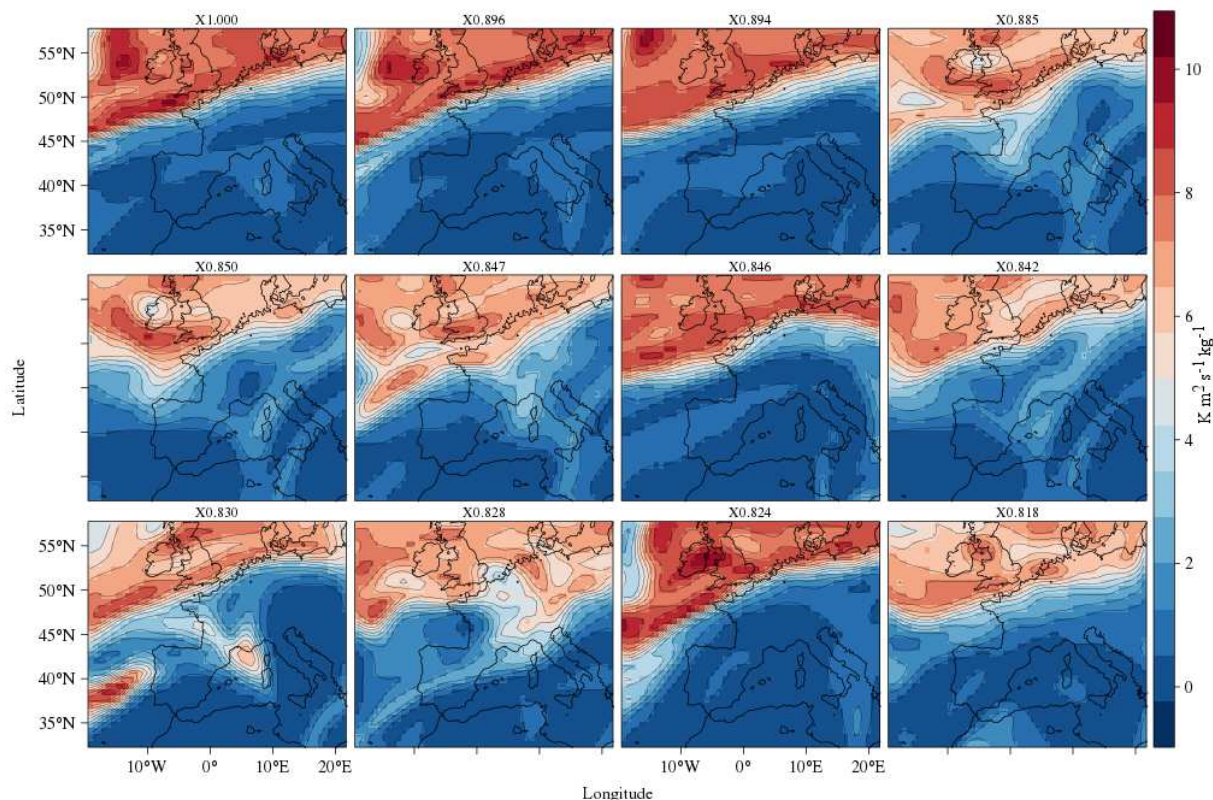 X1.000 X0.896 X0.894 X0.885
55°N
50°N
45°N
40°N
35°N
X0.850 X0.847 X0.846 X0.842
X0.830 X0.828 X0.824 X0.818
55°N
50°N
45°N
40°N
35°N
10°W 0° 10°E 20°E
10°W 0° 10°E 20°E
Longitude
Latitude
10
8
6
4
2
0
K m² s⁻¹ kg⁻¹